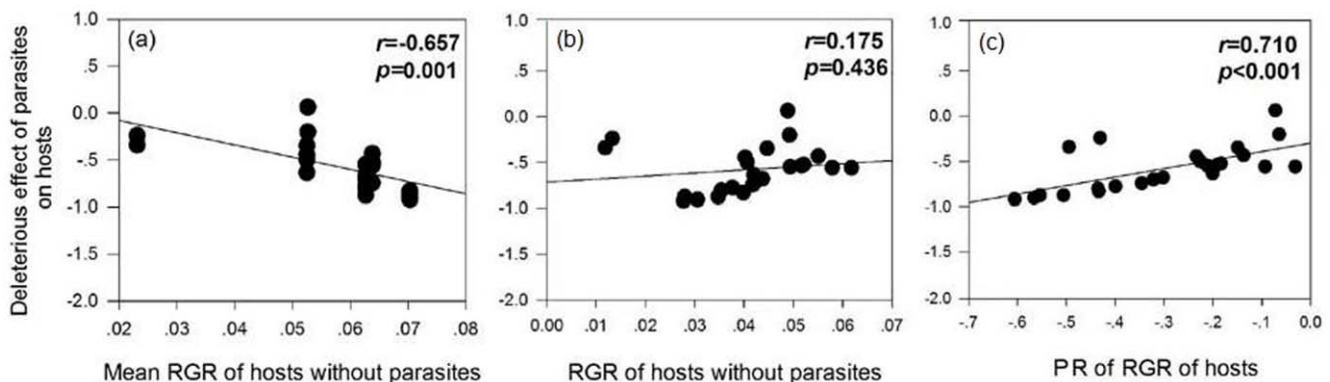 Deleterious effect of parasites
on hosts
(a)
r=-0.657
p=0.001
1.0
.5
0.0
-.5
-1.0
-1.5
-2.0
.02 .03 .04 .05 .06 .07 .08
Mean RGR of hosts without parasites
(b)
r=0.175
p=0.436
1.0
.5
0.0
-.5
-1.0
-1.5
-2.0
0.00 .01 .02 .03 .04 .05 .06 .07
RGR of hosts without parasites
(c)
r=0.710
p<0.001
1.0
.5
0.0
-.5
-1.0
-1.5
-2.0
-.7 -.6 -.5 -.4 -.3 -.2 -.1 0.0
PR of RGR of hosts